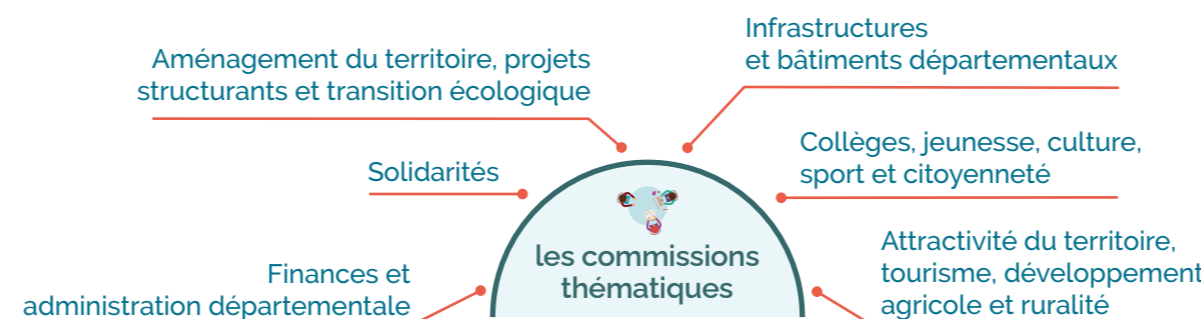 Infrastructures
et bâtiments départementaux
Aménagement du territoire, projets
structurants et transition écologique
Collèges, jeunesse, culture,
sport et citoyenneté
Solidarités
les commissions
thématiques
Attractivité du territoire,
tourisme, développement
agricole et ruralité
Finances et
administration départementale